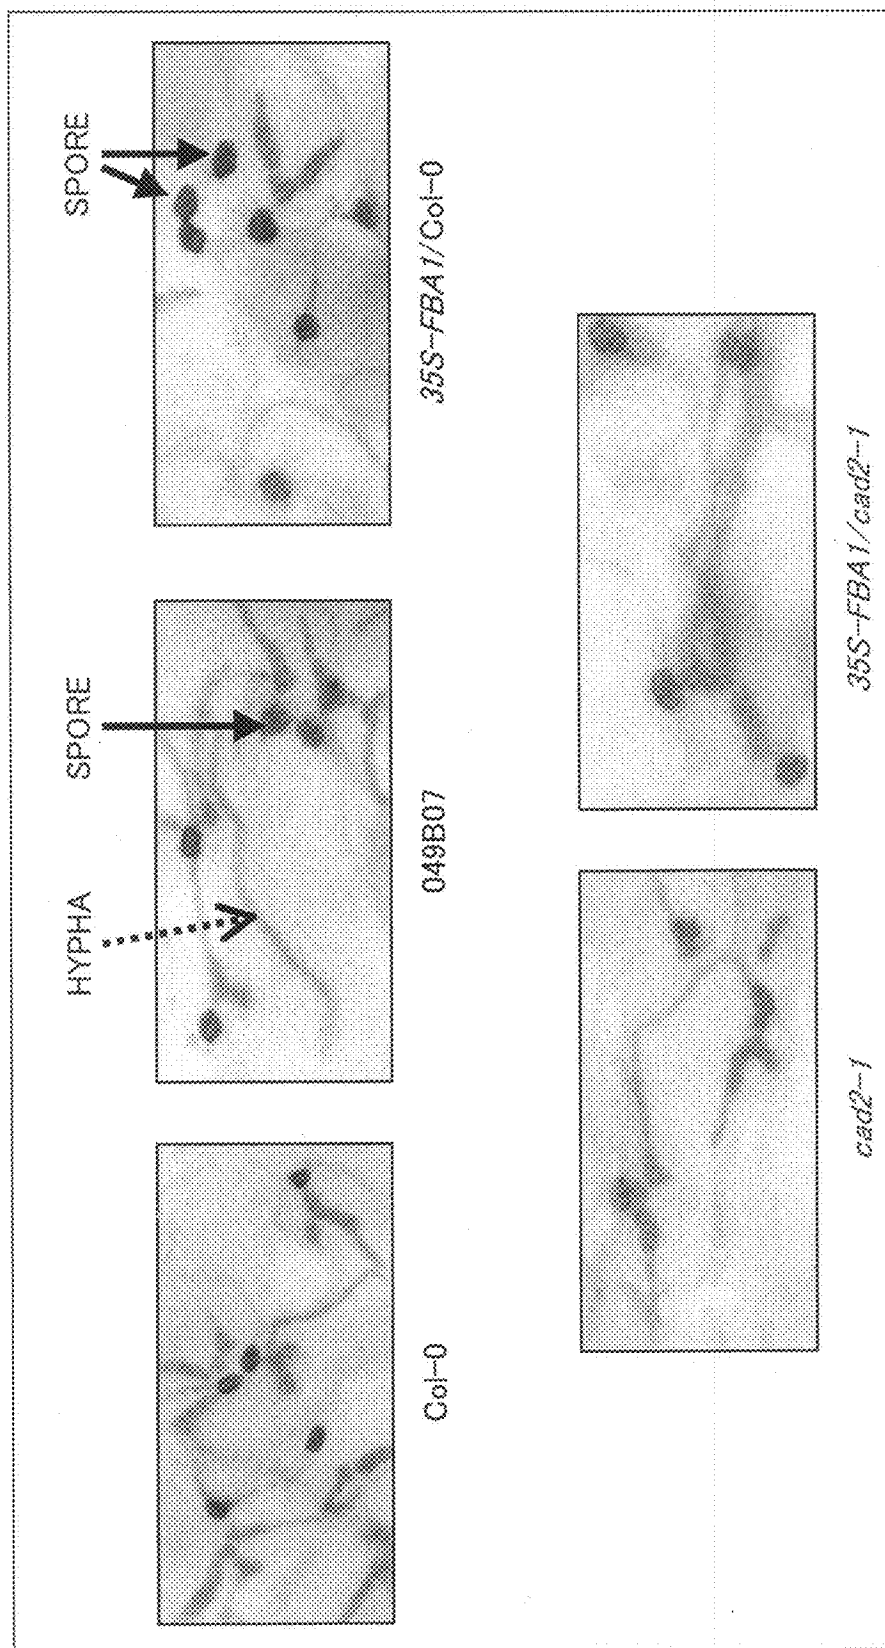 HYPHA
SPORE
SPORE
Col-0
049B07
35S-FBA1/Col-0
cad2-1
35S-FBA1/cad2-1